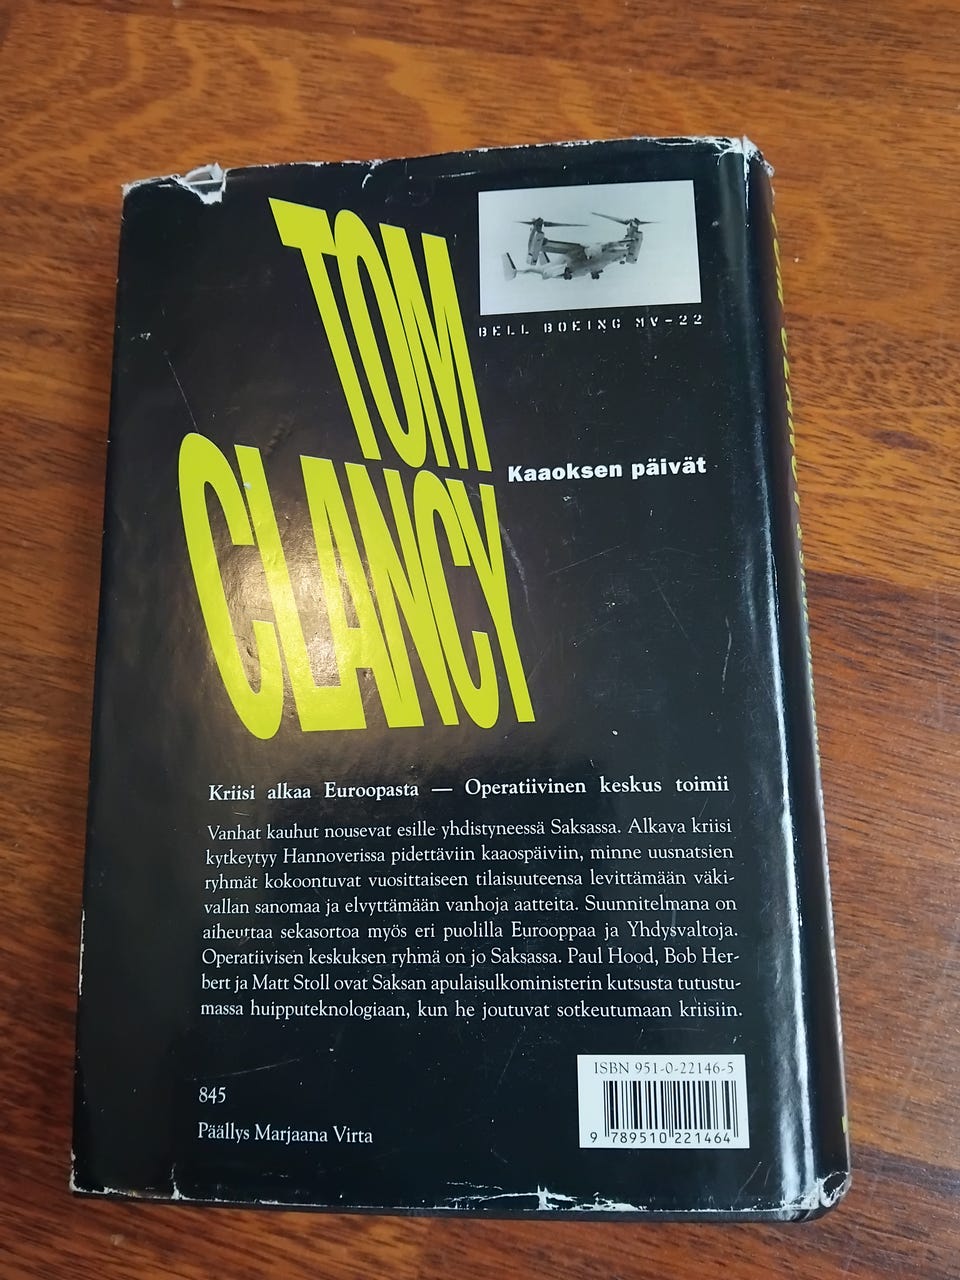 TOM
CLANCY
BELL BOEING MV-22
Kaaoksen päivät
Kriisi alkaa Euroopasta — Operatiivinen keskus toimii
Vanhat kauhut nousevat esille yhdistyneessä Saksassa. Alkava kriisi
kytkeytyy Hannoverissa pidettäviin kaaospäiviin, minne uusnatsien
ryhmät kokoontuvat vuosittaiseen tilaisuuteensa levittämään väki-
vallan sanomaa ja elvyttämään vanhoja aatteita. Suunnitelmana on
aiheuttaa sekasortoa myös eri puolilla Eurooppaa ja Yhdysvaltoja.
Operatiivisen keskuksen ryhmä on jo Saksassa. Paul Hood, Bob Her-
bert ja Matt Stoll ovat Saksan apulaisulkoministerin kutsusta tutustu-
massa huipputeknologiaan, kun he joutuvat sotkeutumaan kriisiin.
845
Päällys Marjaana Virta
ISBN 951-0-22146-5
9 789510 221464